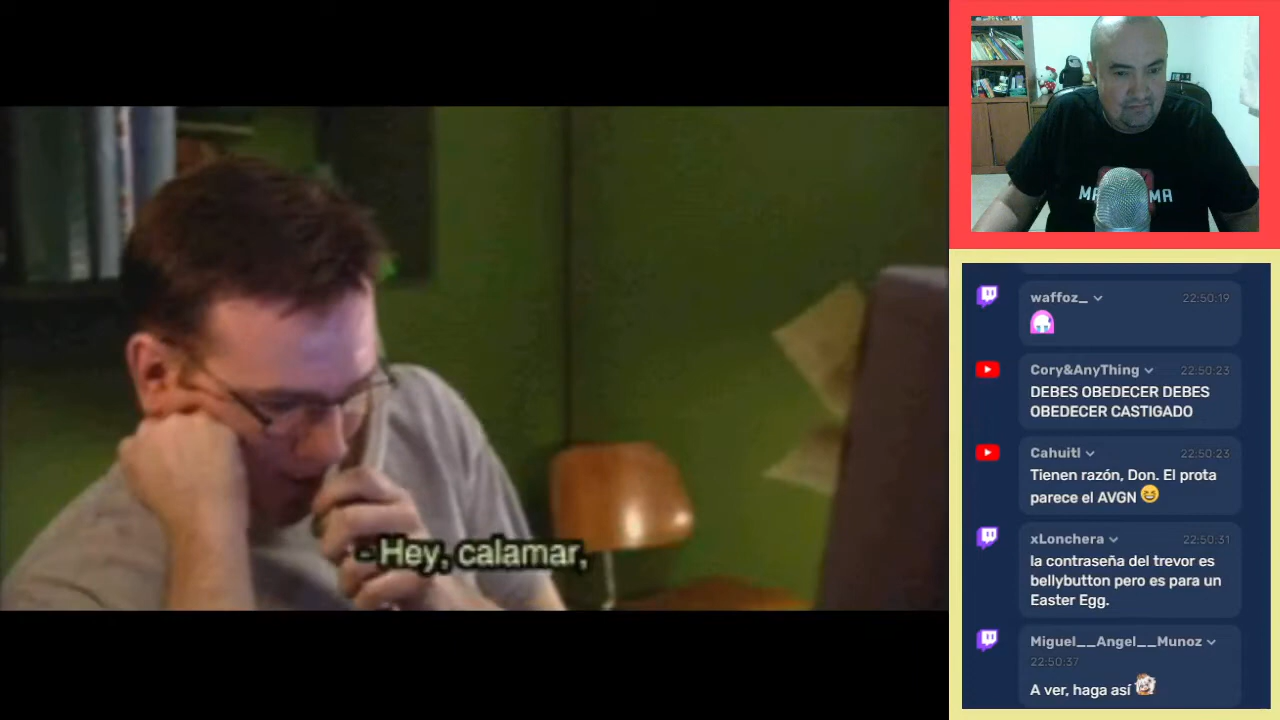 - Hey, calamar,
waffoz_
22:50:19
Cory&AnyThing
22:50:23
DEBES OBEDECER DEBES
OBEDECER CASTIGADO
Cahuitl
22:50:23
Tienen razón, Don. El prota
parece el AVGN
xLonchera
22:50:31
la contraseña del trevor es
bellybutton pero es para un
Easter Egg.
Miguel__Angel__Munoz
22:50:37
A ver, haga así